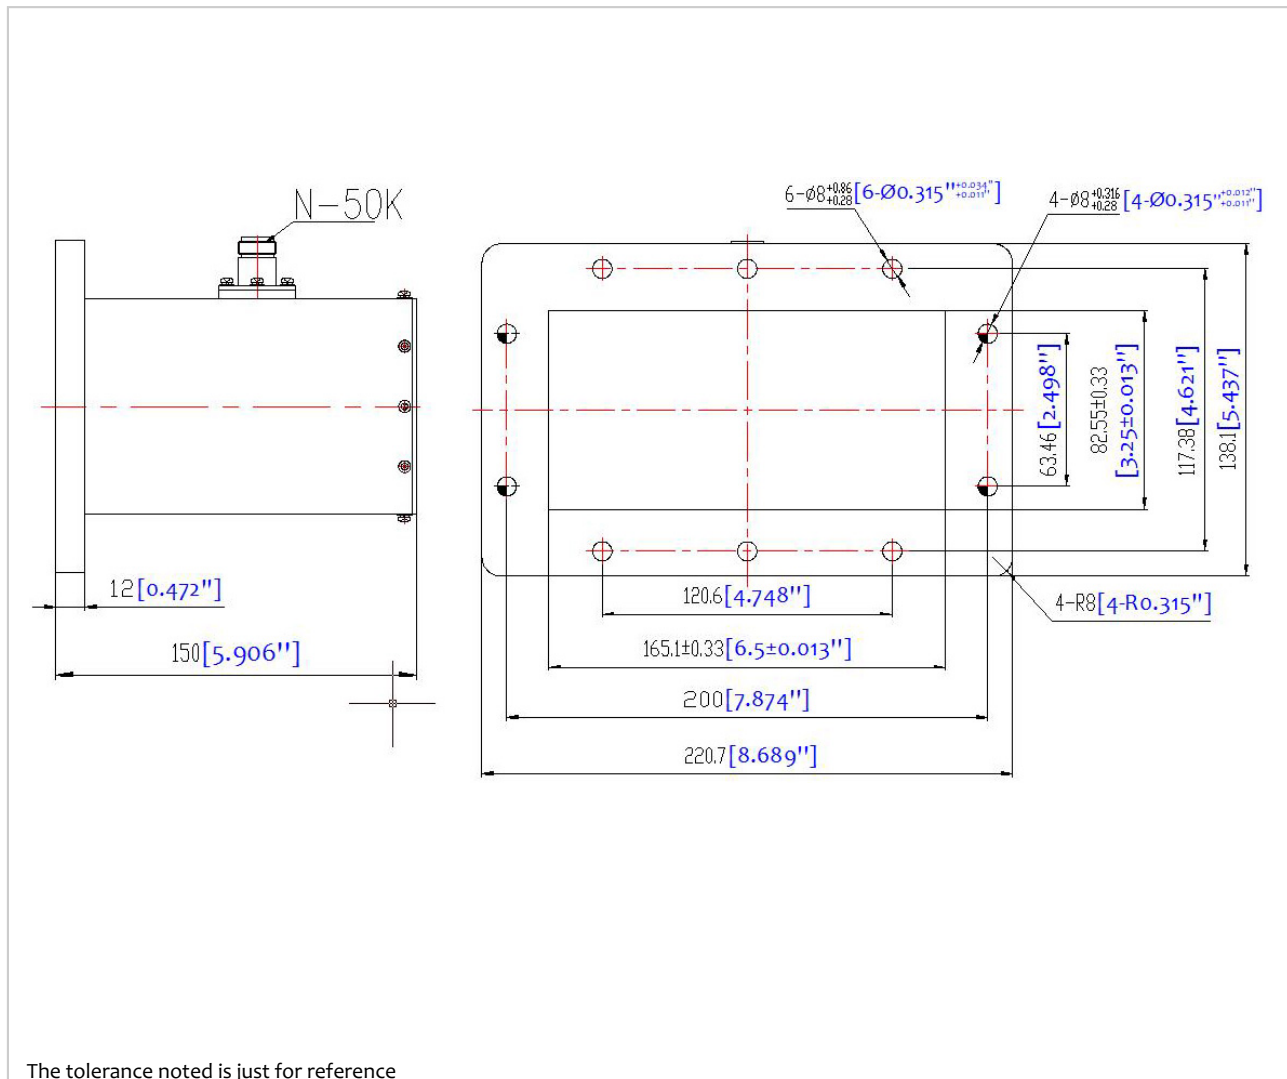 N-50K
6-Ø8+0.86+0.28[6-Ø0.315"+0.034"+0.011"]
4-Ø8+0.316+0.28[4-Ø0.315"+0.012"+0.011"]
63.46[2.498"]
82.55±0.33
[3.25±0.013"]
117.38[4.621"]
138.1[5.437"]
12[0.472"]
120.6[4.748"]
4-R8[4-R0.315"]
150[5.906"]
165.1±0.33[6.5±0.013"]
200[7.874"]
220.7[8.689"]
The tolerance noted is just for reference